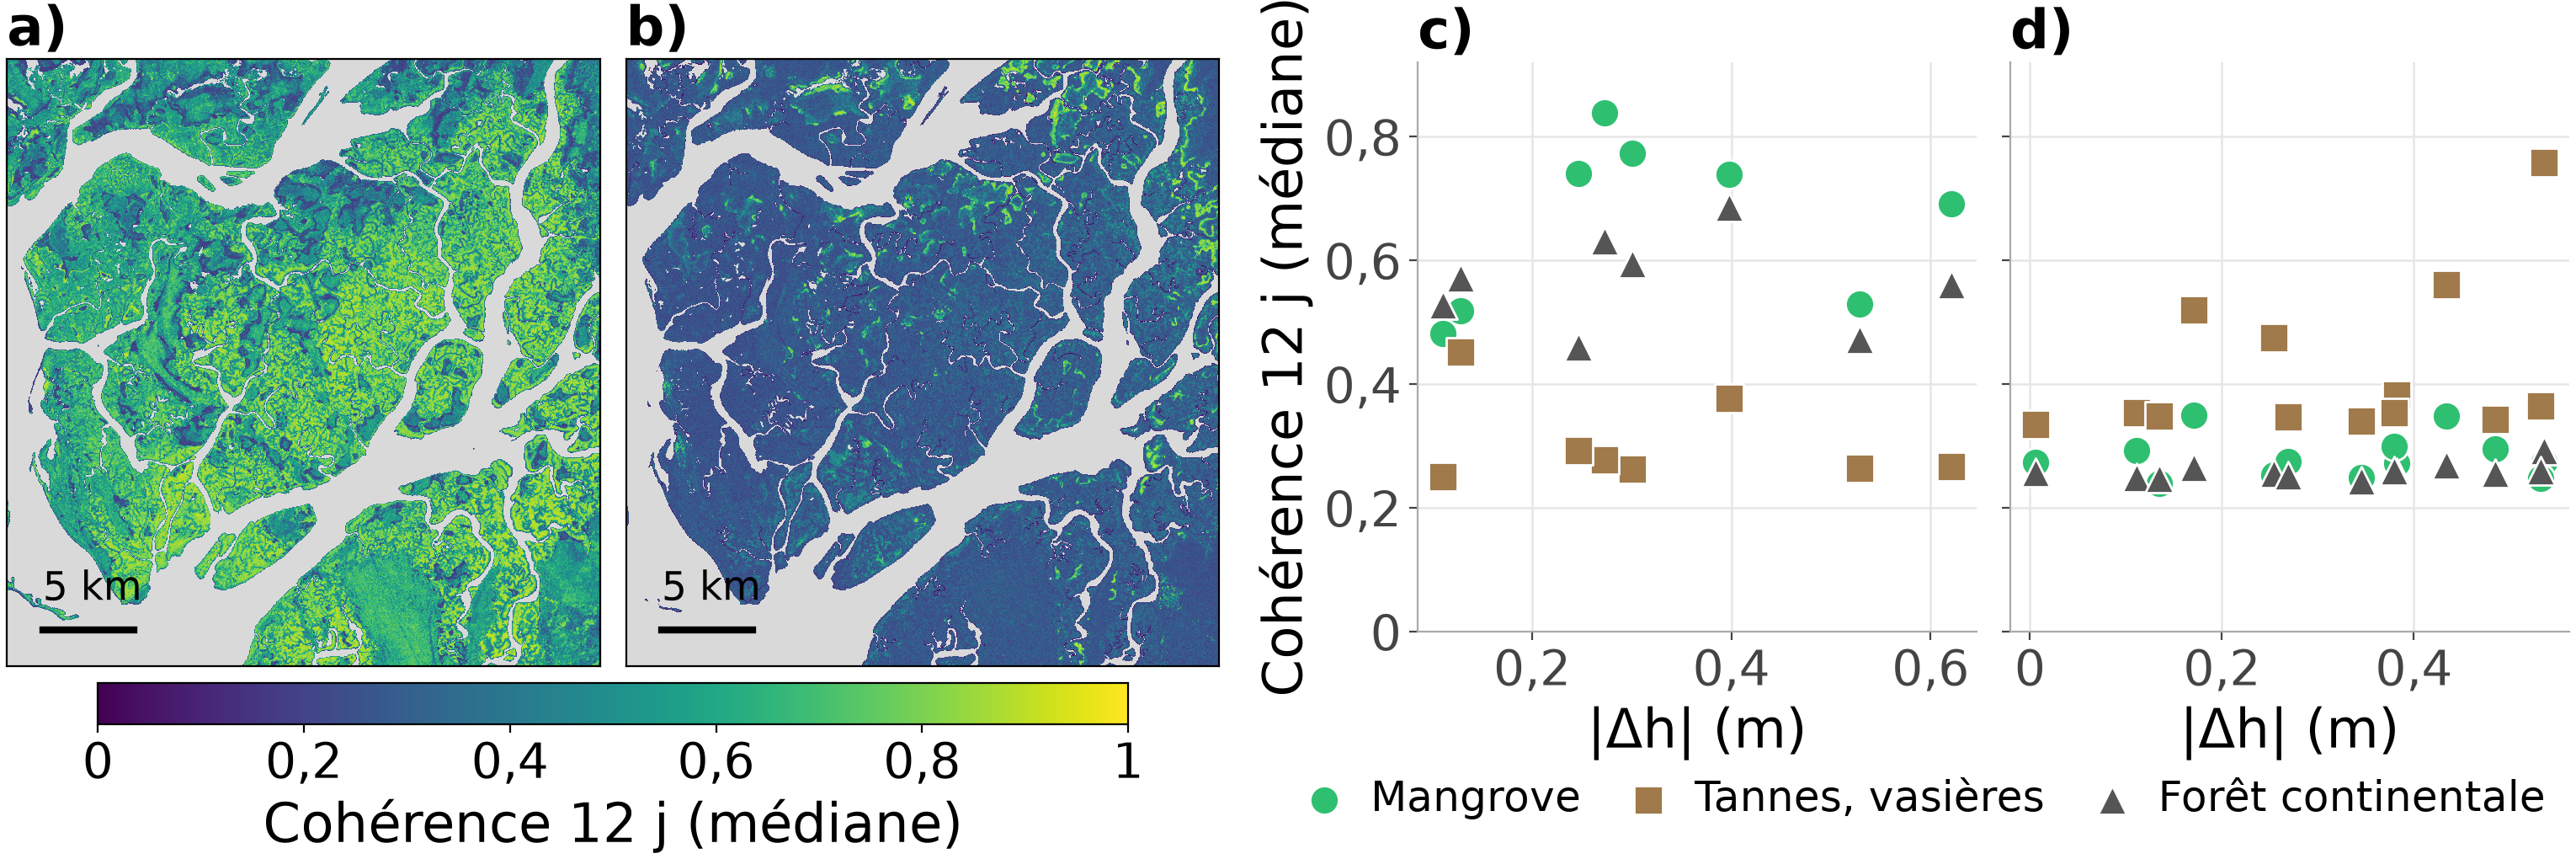 a)
b)
c)
d)
5 km
5 km
0 0,2 0,4 0,6 0,8 1
Cohérence 12 j (médiane)
Cohérence 12 j (médiane)
0,8
0,6
0,4
0,2
0
0,2 0,4 0,6
0 0,2 0,4
|Δh| (m)
|Δh| (m)
Mangrove
Tannes, vasières
Forêt continentale